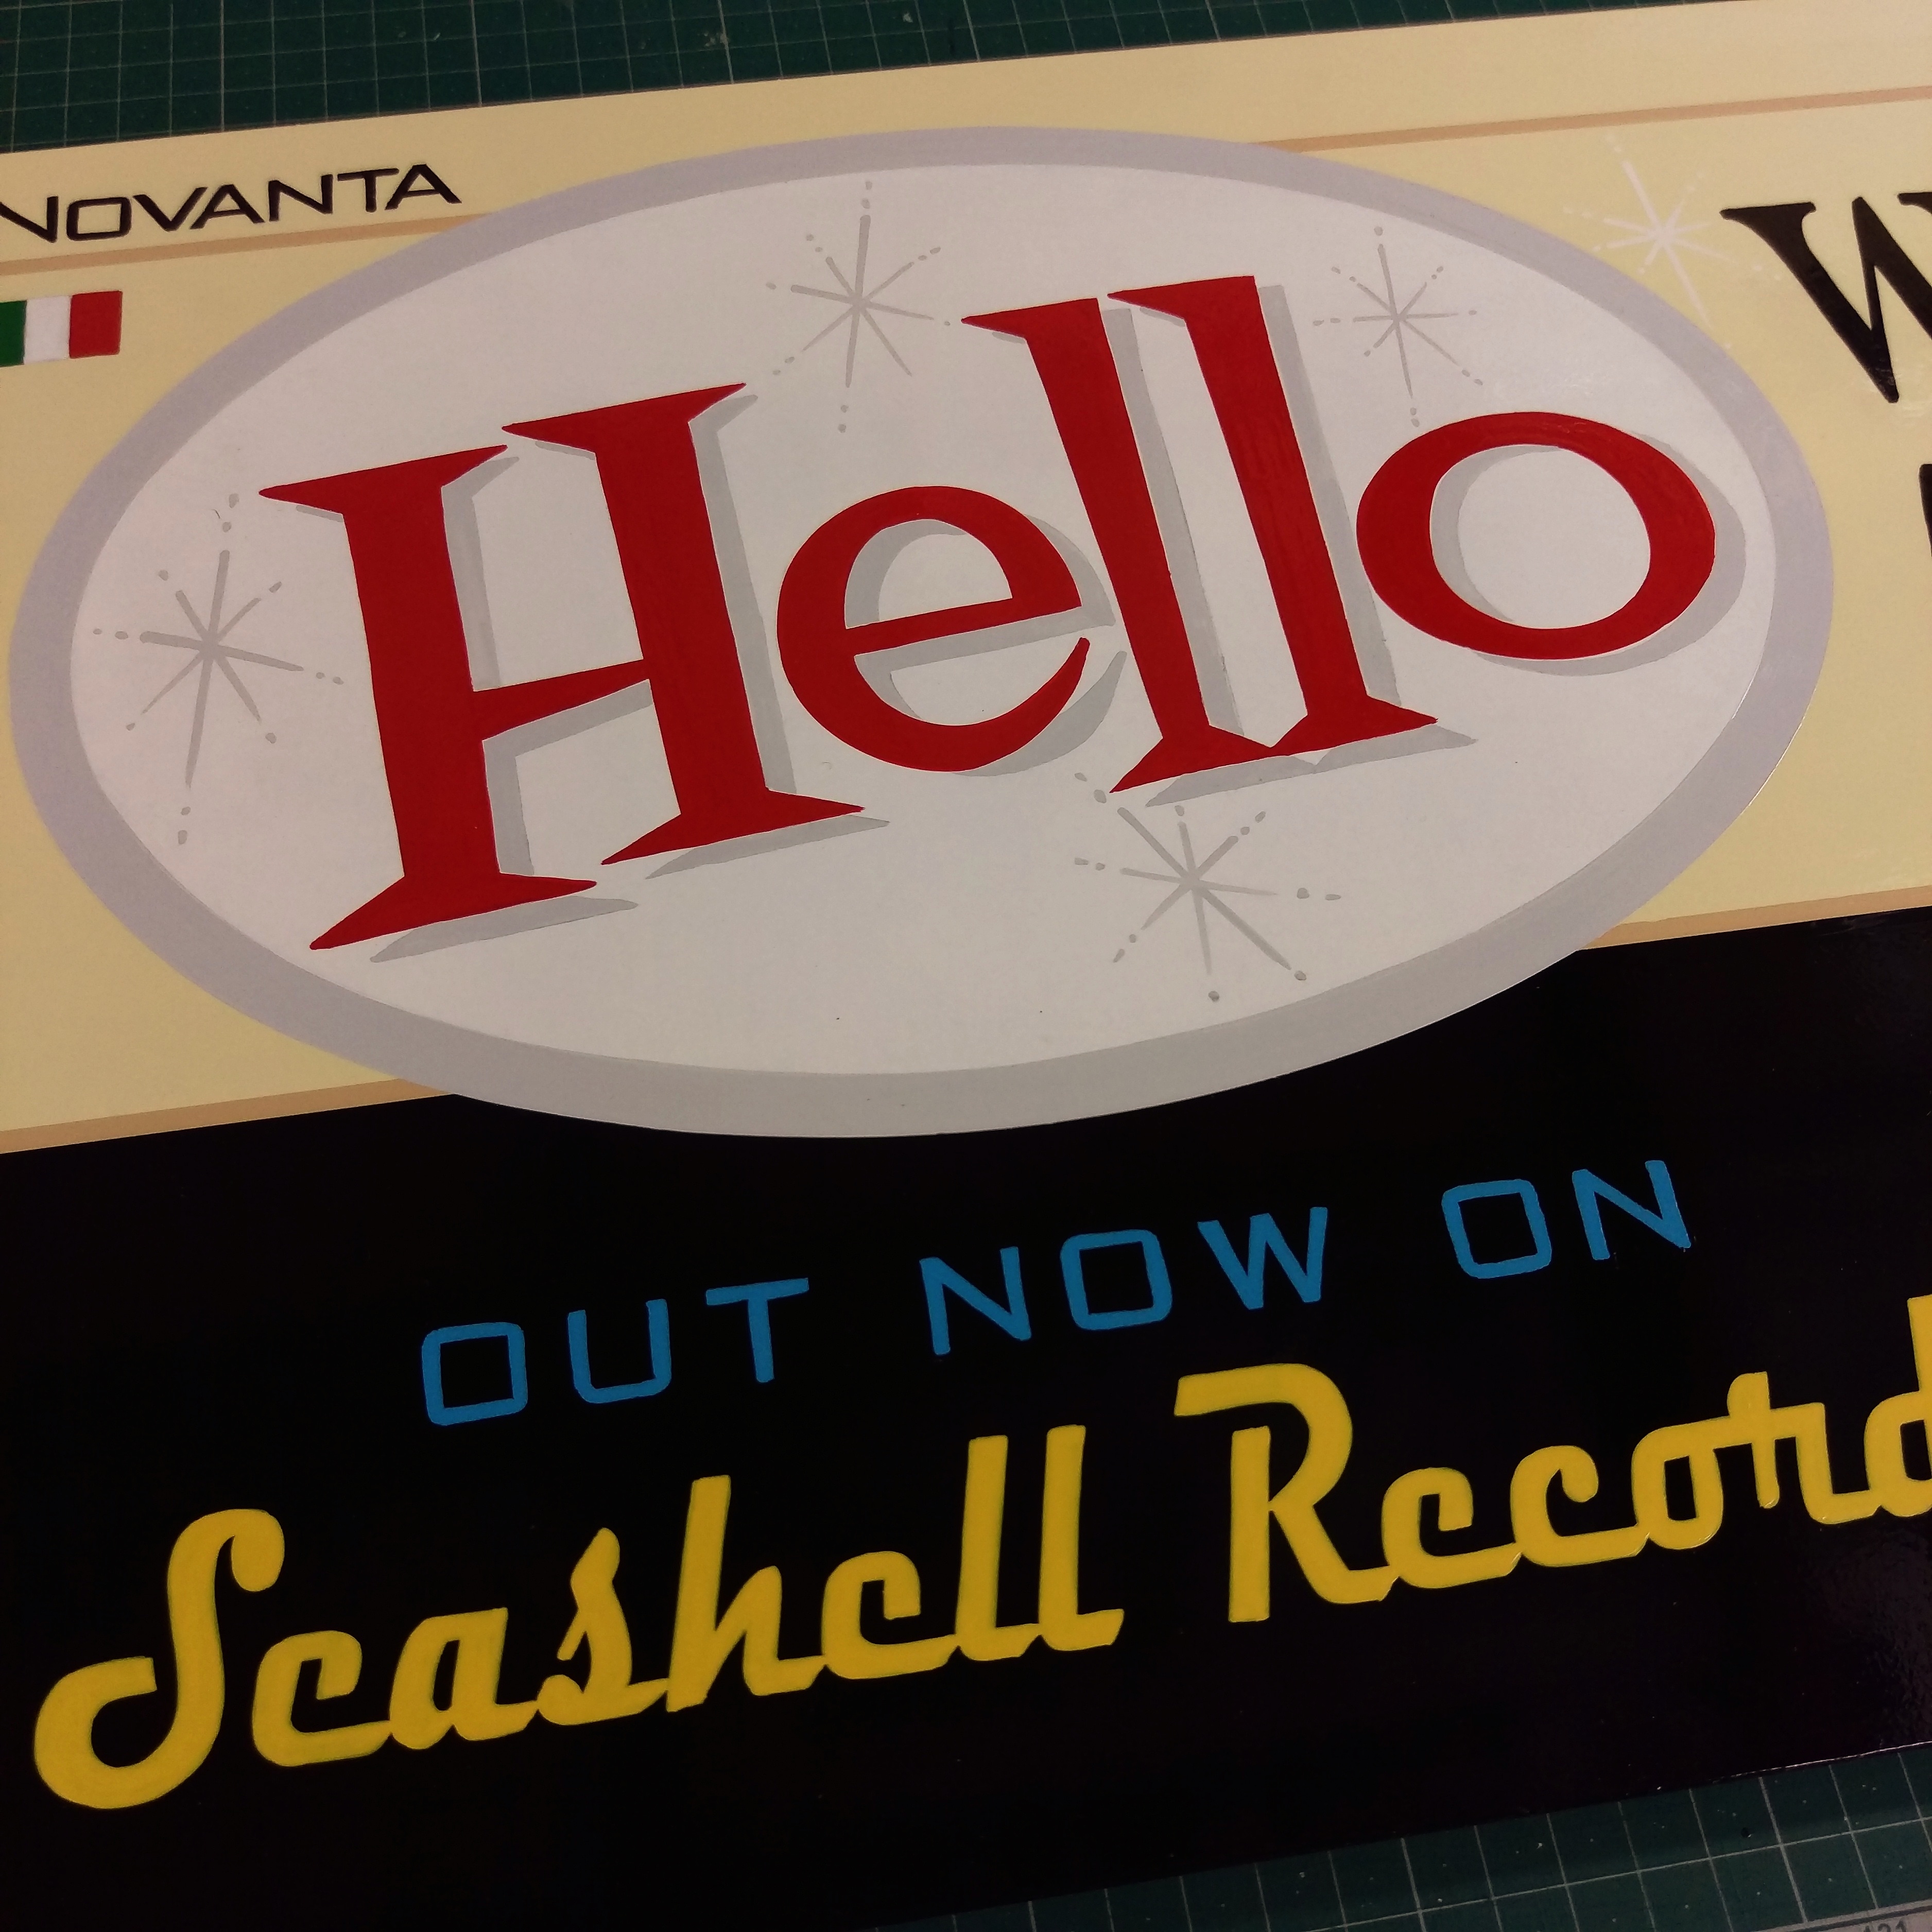 NOVANTA
Hello
W
OUT NOW ON
Seashell Record